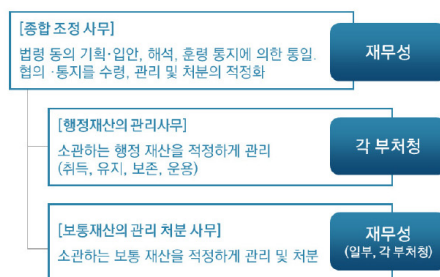 [종합 조정 사무]
법령 등의 기획·입안, 해석, 훈령 통지에 의한 통일.
협의 ·통지를 수령, 관리 및 처분의 적정화
재무성
[행정재산의 관리사무]
소관하는 행정 재산을 적정하게 관리
(취득, 유지, 보존, 운용)
각 부처청
[보통재산의 관리 처분 사무]
소관하는 보통 재산을 적정하게 관리 및 처분
재무성
(일부, 각 부처청)